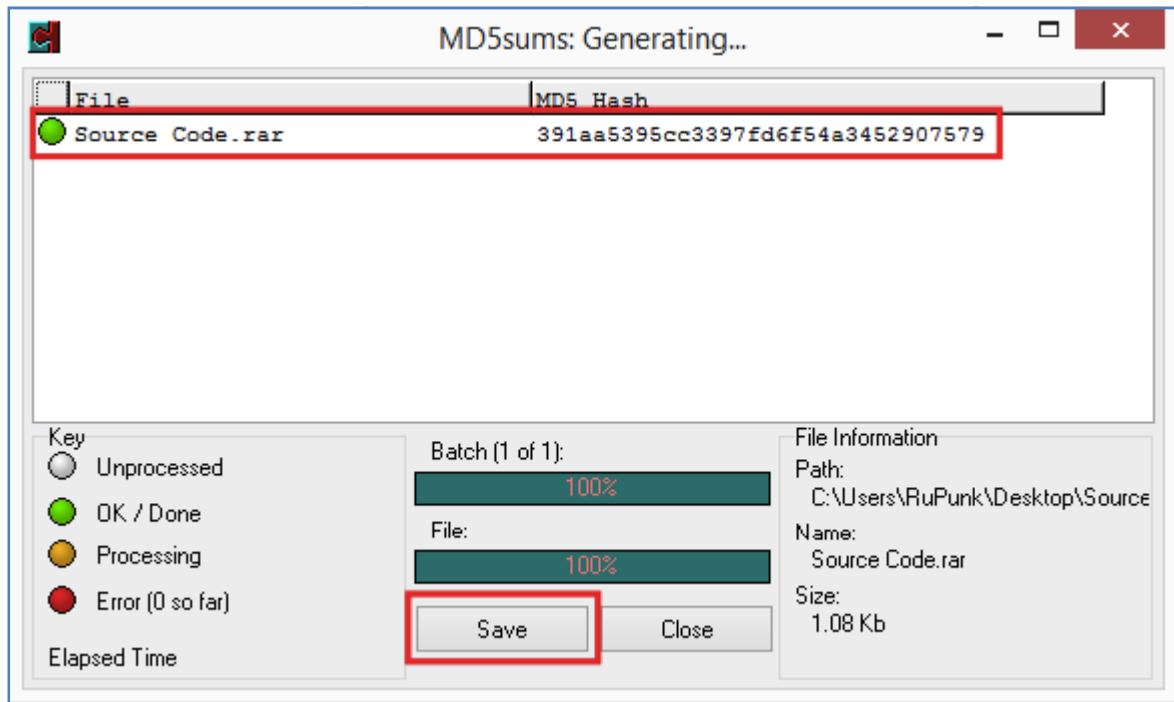 MD5sums: Generating...
File MD5 Hash
Source Code.rar 391aa5395cc3397fd6f54a3452907579
Key
Unprocessed
OK / Done
Processing
Error (0 so far)
Elapsed Time
Batch (1 of 1):
100%
File:
100%
Save Close
File Information
Path:
C:\Users\RuPunk\Desktop\Source
Name:
Source Code.rar
Size:
1.08 Kb